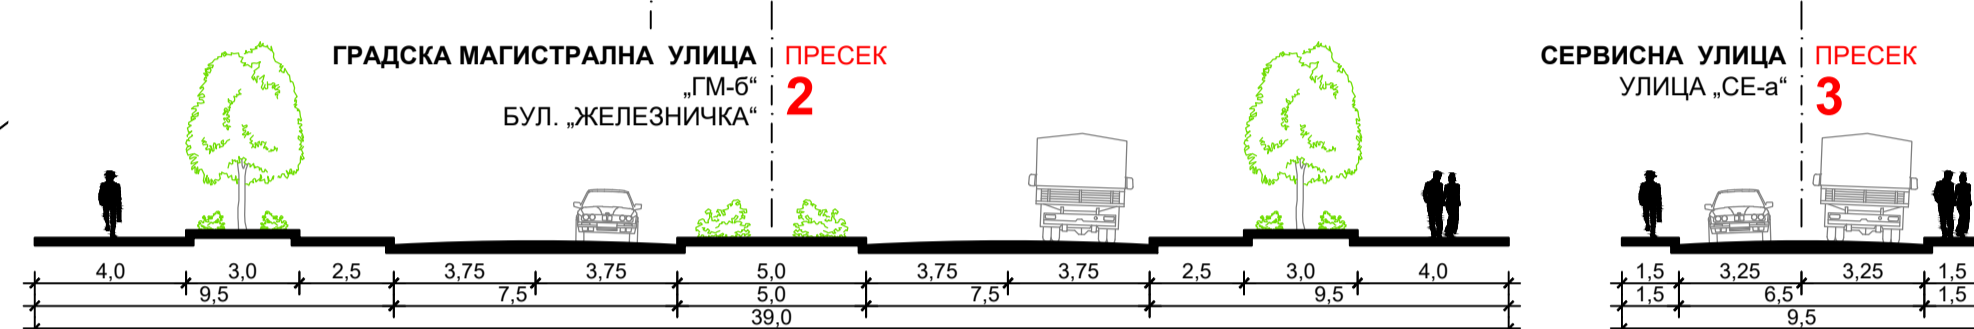 ГРАДСКА МАГИСТРАЛНА УЛИЦА ПРЕСЕК
„ГМ-б“ 2
БУЛ. „ЖЕЛЕЗНИЧКА“
4,0 3,0 2,5 3,75 3,75 5,0 3,75 3,75 2,5 3,0 4,0
9,5 7,5 5,0 7,5 9,5
39,0
СЕРВИСНА УЛИЦА ПРЕСЕК
УЛИЦА „СЕ-а“ 3
1,5 3,25 3,25 1,5
1,5 6,5 1,5
9,5